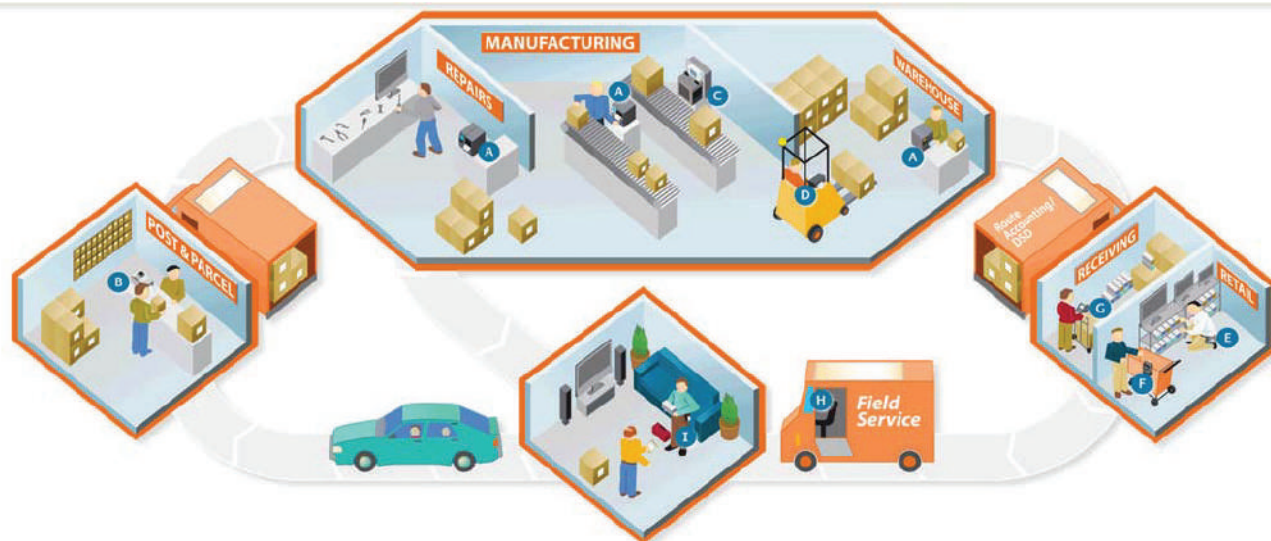 MANUFACTURING
REPAIRS
WAREHOUSE
A
A
C
A
D
POST & PARCEL
B
Route
Accounting/
DSD
RECEIVING
RETAIL
G
E
F
H
Field
Service
I